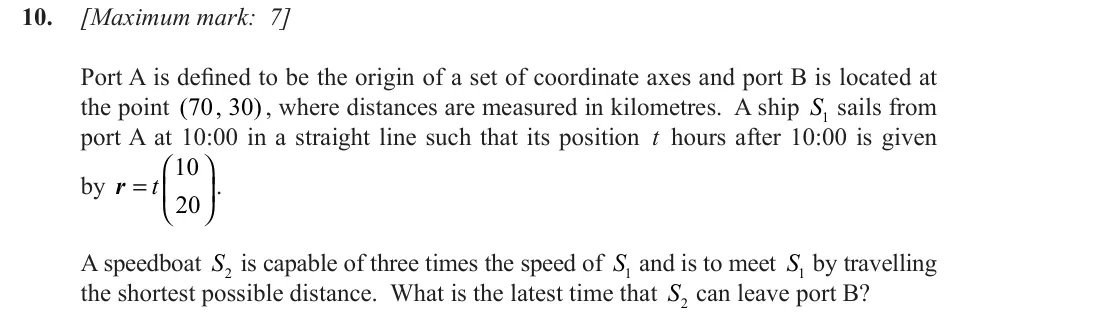 10. [Maximum mark: 7]
Port A is defined to be the origin of a set of coordinate axes and port B is located at
the point (70, 30), where distances are measured in kilometres. A ship S₁ sails from
port A at 10:00 in a straight line such that its position t hours after 10:00 is given
by r = t(10
20).
A speedboat S₂ is capable of three times the speed of S₁ and is to meet S₁ by travelling
the shortest possible distance. What is the latest time that S₂ can leave port B?